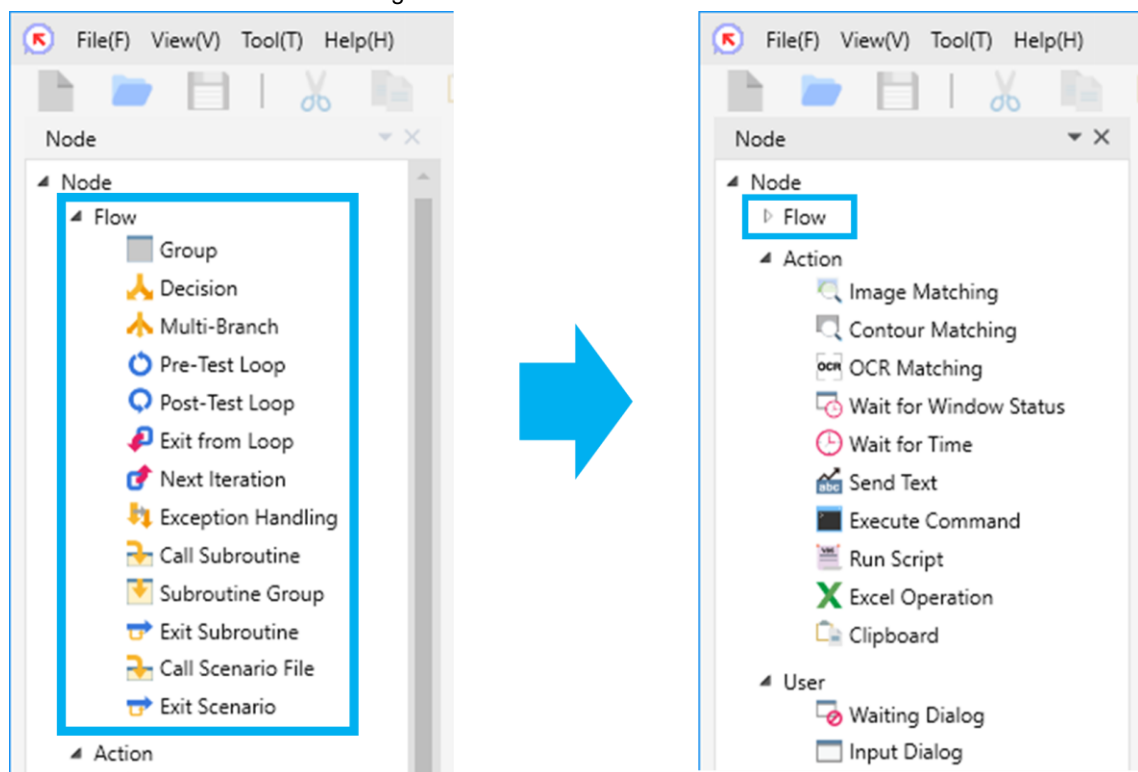 File(F) View(V) Tool(T) Help(H)
Node
Node
Flow
Group
Decision
Multi-Branch
Pre-Test Loop
Post-Test Loop
Exit from Loop
Next Iteration
Exception Handling
Call Subroutine
Subroutine Group
Exit Subroutine
Call Scenario File
Exit Scenario
Action
File(F) View(V) Tool(T) Help(H)
Node
Node
Flow
Action
Image Matching
Contour Matching
OCR OCR Matching
Wait for Window Status
Wait for Time
abc Send Text
Execute Command
Run Script
Excel Operation
Clipboard
User
Waiting Dialog
Input Dialog